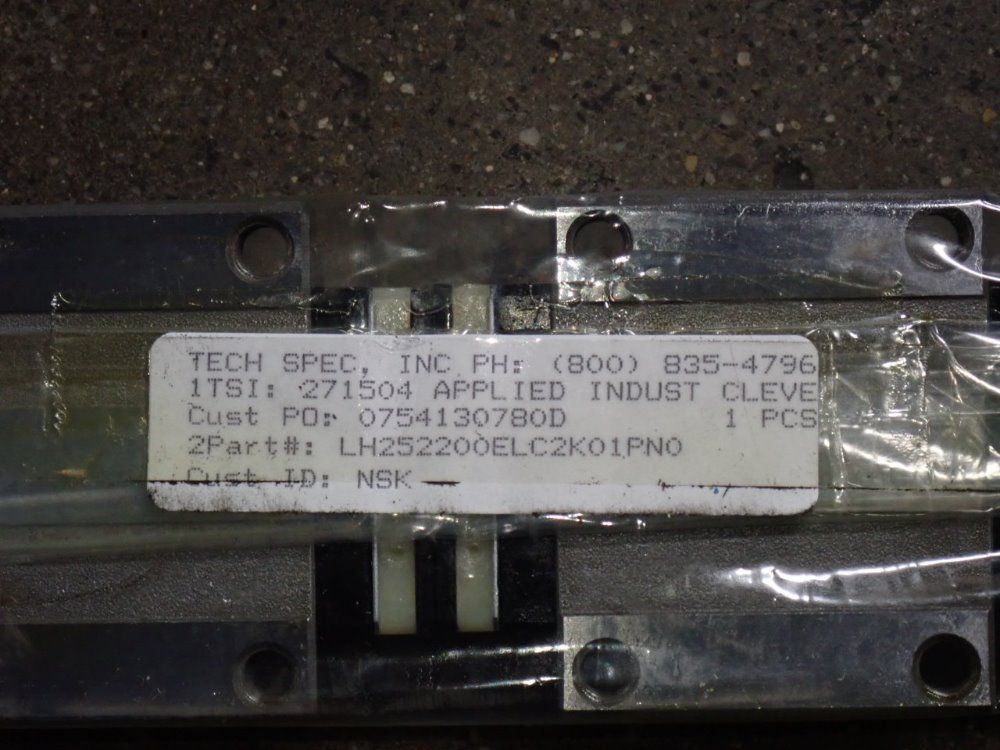 TECH SPEC, INC PH: (800) 835-4796
1TSI: 271504 APPLIED INDUST CLEVE
Cust PO: 0754130780D 1 PCS
2Part#: LH252200ELC2K01PN0
Cust ID: NSK